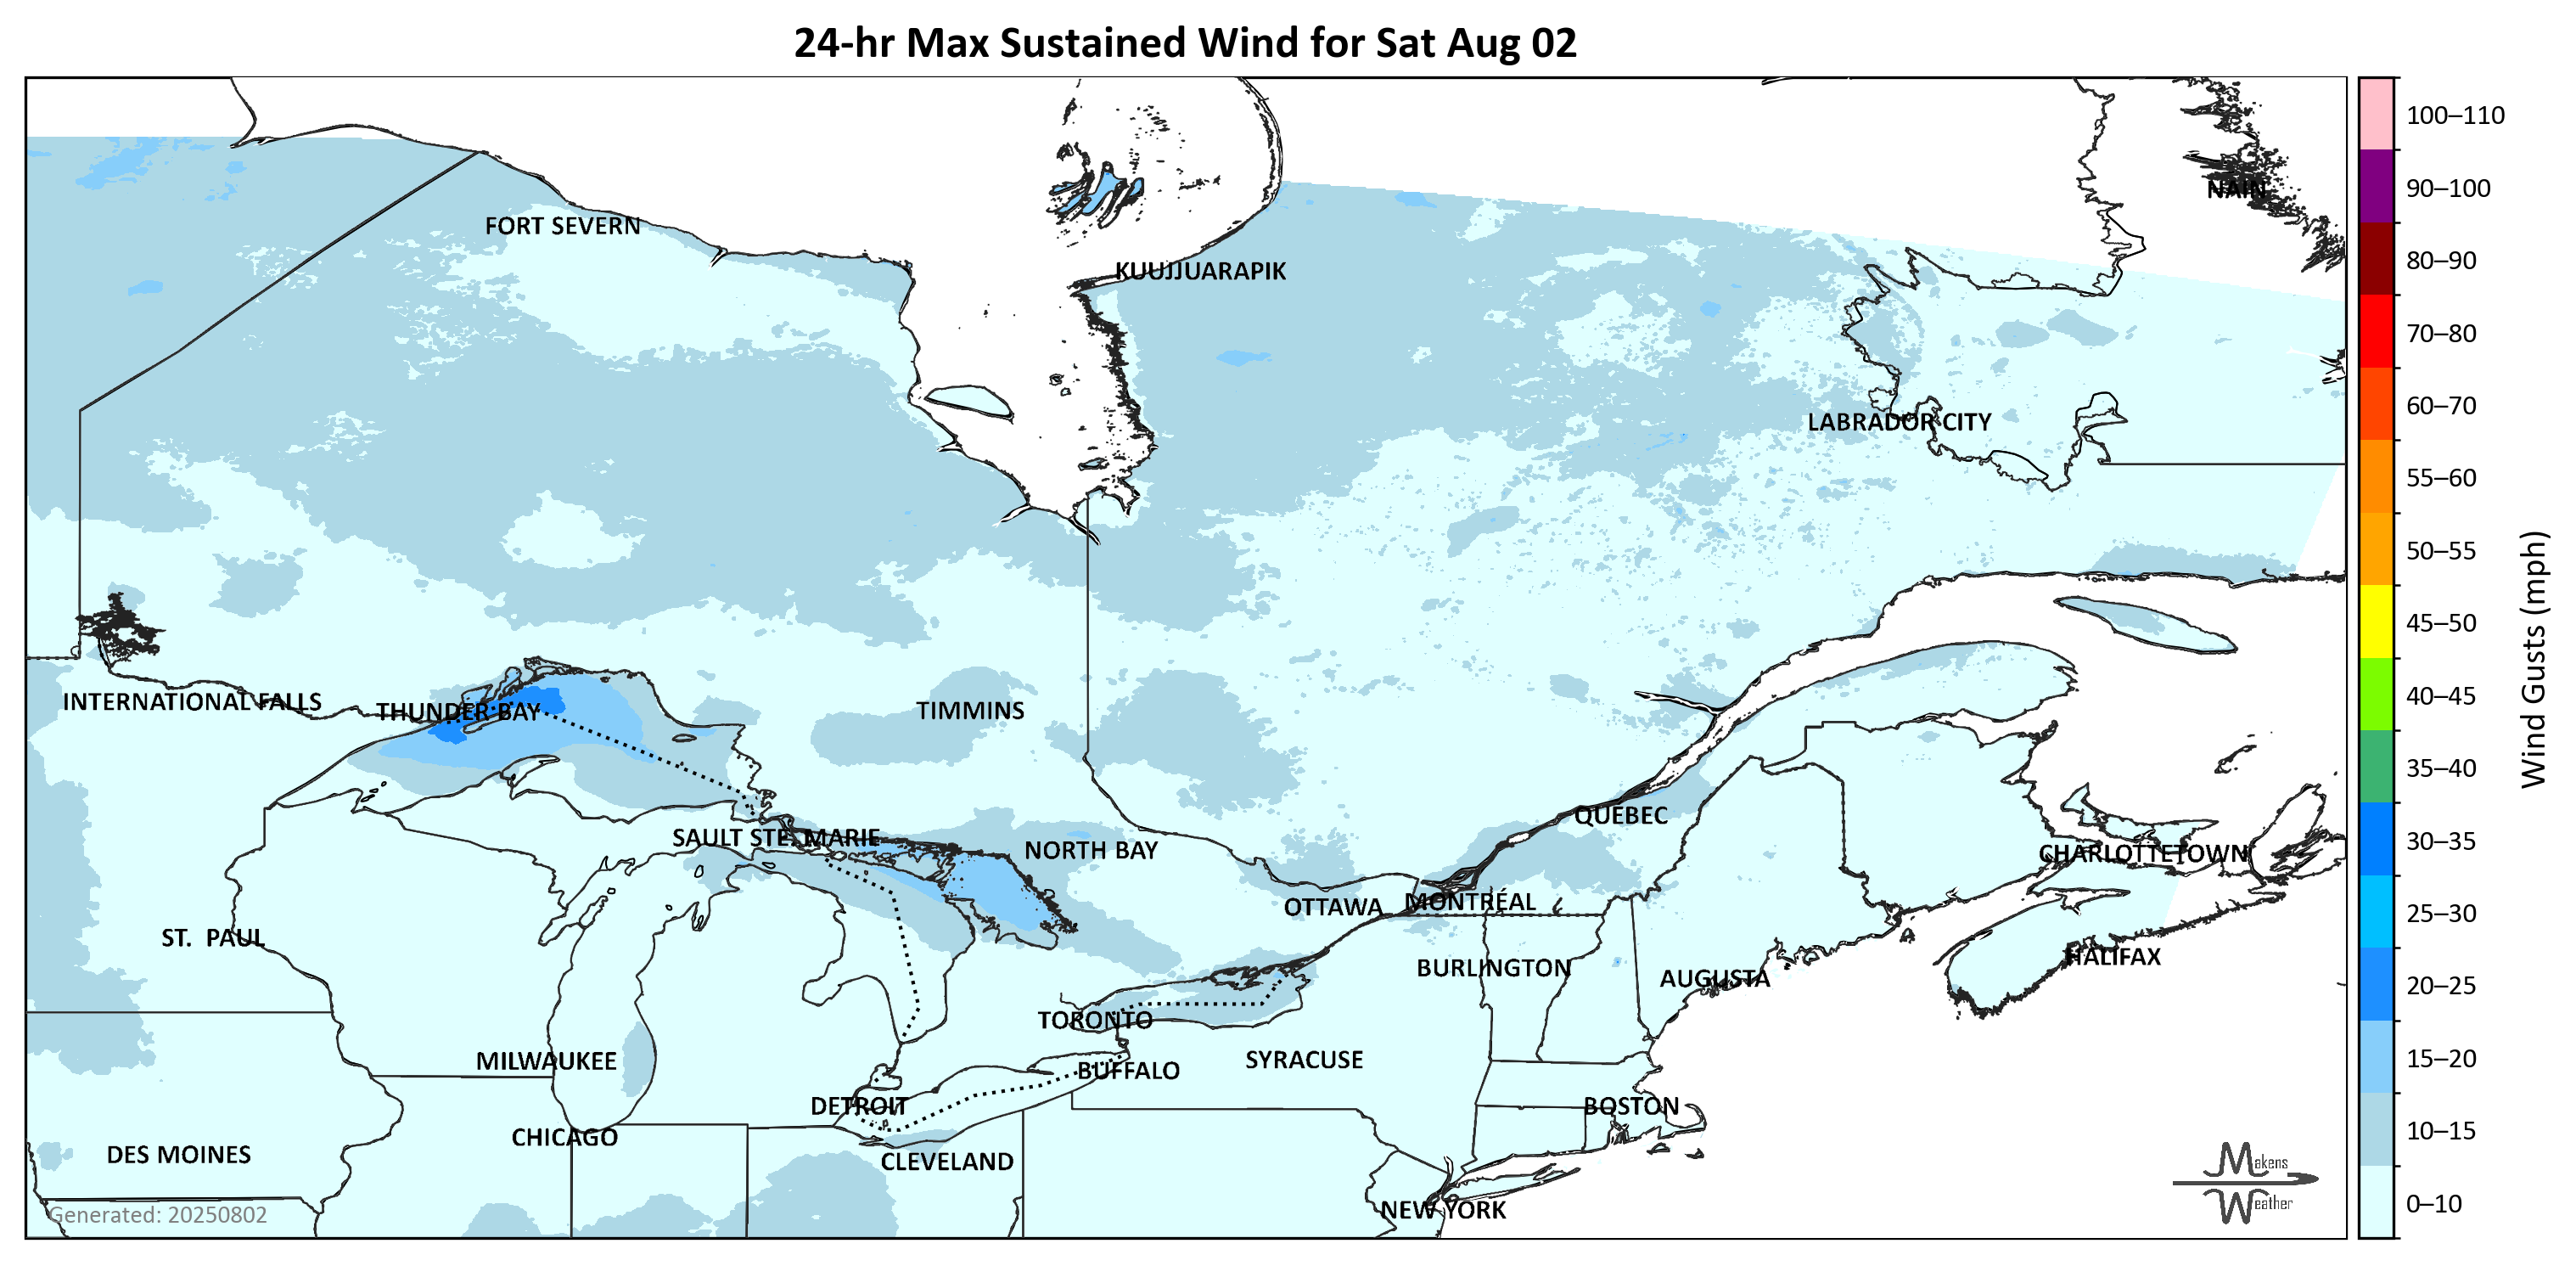 24-hr Max Sustained Wind for Sat Aug 02
100–110
90–100
80–90
70–80
60–70
55–60
50–55
45–50
40–45
35–40
30–35
25–30
20–25
15–20
10–15
0–10
Wind Gusts (mph)
NAIN
FORT SEVERN
KUUJJUARAPIK
LABRADOR CITY
INTERNATIONAL FALLS
THUNDER BAY
TIMMINS
QUEBEC
SAULT STE. MARIE
NORTH BAY
CHARLOTTETOWN
OTTAWA
MONTRÉAL
ST. PAUL
HALIFAX
BURLINGTON
AUGUSTA
TORONTO
MILWAUKEE
SYRACUSE
BUFFALO
DETROIT
BOSTON
CHICAGO
DES MOINES
CLEVELAND
NEW YORK
Generated: 20250802
Makens
Weather